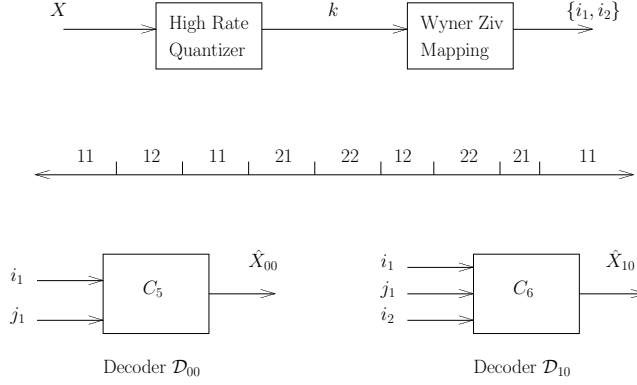 X
High Rate
Quantizer
k
Wyner Ziv
Mapping
{i₁, i₂}
11 12 11 21 22 12 22 21 11
i₁
j₁
C₅
X̂₀₀
Decoder 𝒟₀₀
i₁
j₁
i₂
C₆
X̂₁₀
Decoder 𝒟₁₀